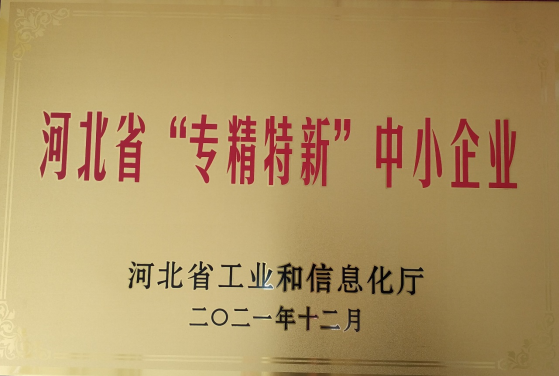 河北省“专精特新”中小企业
河北省工业和信息化厅
二〇二一年十二月